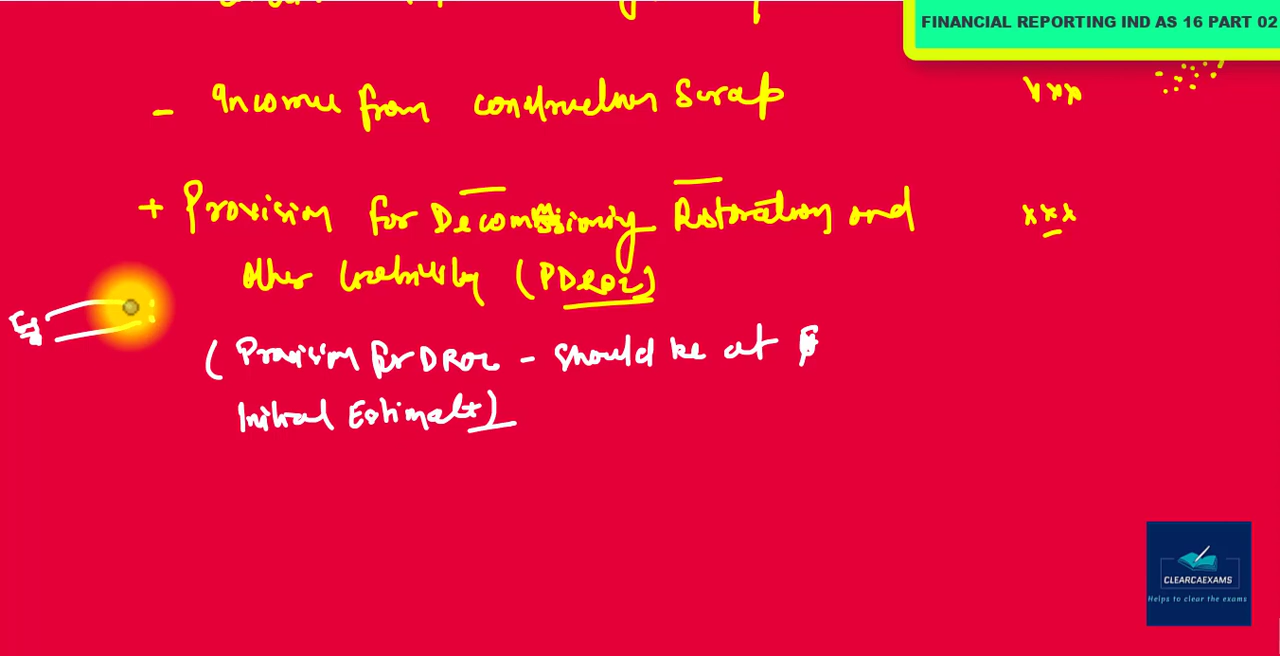 FINANCIAL REPORTING IND AS 16 PART 02
- Income from construction Scrap xxx
+ Provision for Decommissioning Restoration and xxx
Other Liability (PDROL)
(Provision for DROL - should be at
Initial Estimate)
CLEARCAEXAMS
Helps to clear the exams